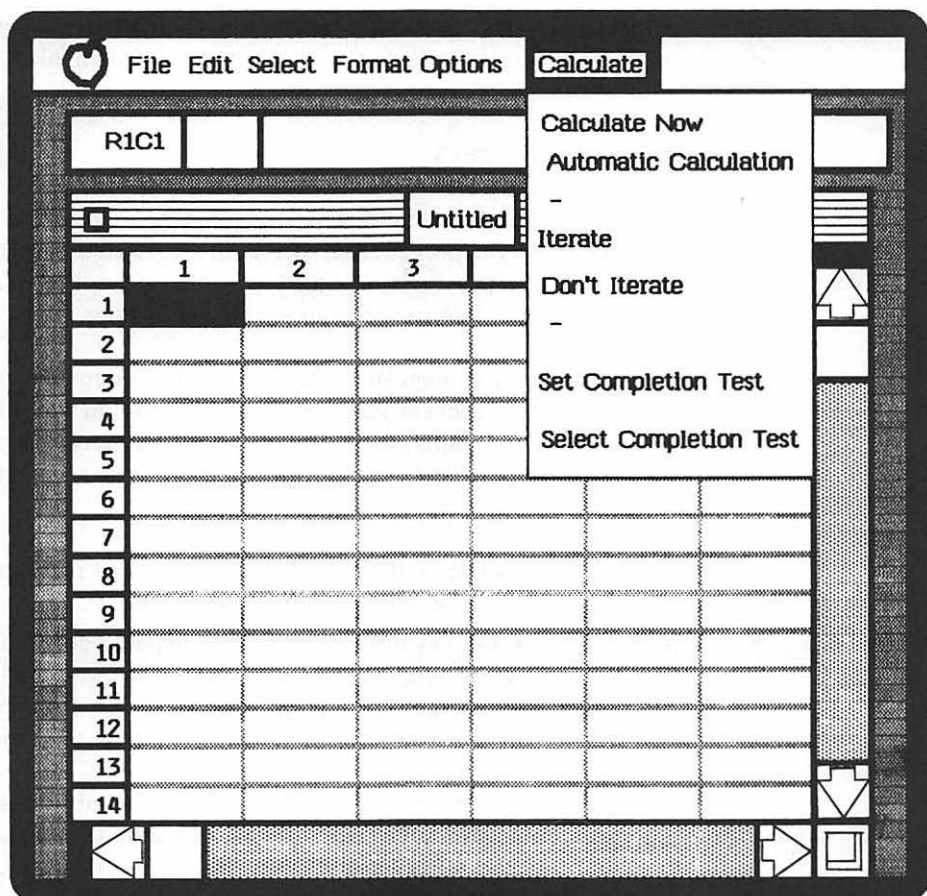 File Edit Select Format Options Calculate
R1C1
Calculate Now
Automatic Calculation
-
Iterate
Don't Iterate
-
Set Completion Test
Select Completion Test
Untitled
1 2 3
1
2
3
4
5
6
7
8
9
10
11
12
13
14